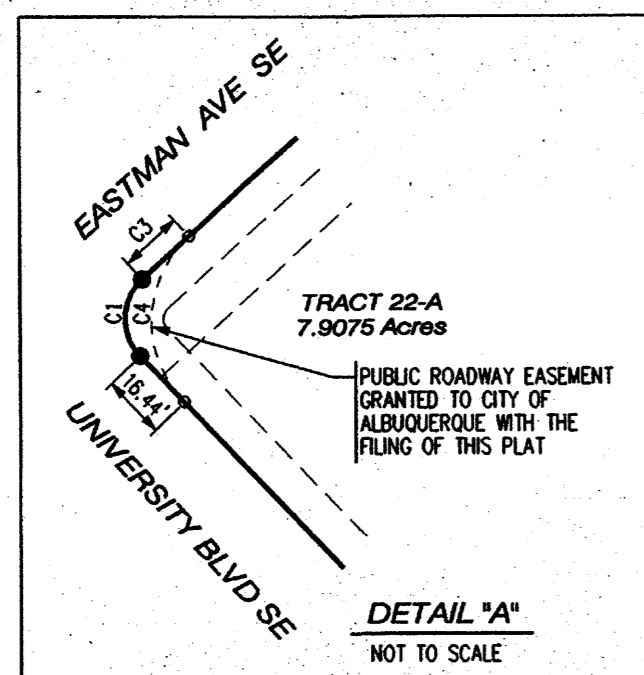 EASTMAN AVE SE
C3
C1
C4
TRACT 22-A
7.9075 Acres
PUBLIC ROADWAY EASEMENT
GRANTED TO CITY OF
ALBUQUERQUE WITH THE
FILING OF THIS PLAT
16.44'
UNIVERSITY BLVD SE
DETAIL "A"
NOT TO SCALE